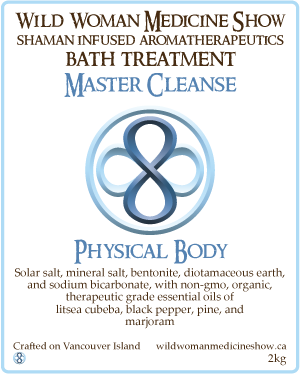 Wild Woman Medicine Show
Shaman Infused Aromatherapeutics
Bath Treatment
Master Cleanse
Physical Body
Solar salt, mineral salt, bentonite, diotamaceous earth,
and sodium bicarbonate, with non-gmo, organic,
therapeutic grade essential oils of
litsea cubeba, black pepper, pine, and
marjoram
Crafted on Vancouver Island wildwomanmedicineshow.ca
2kg